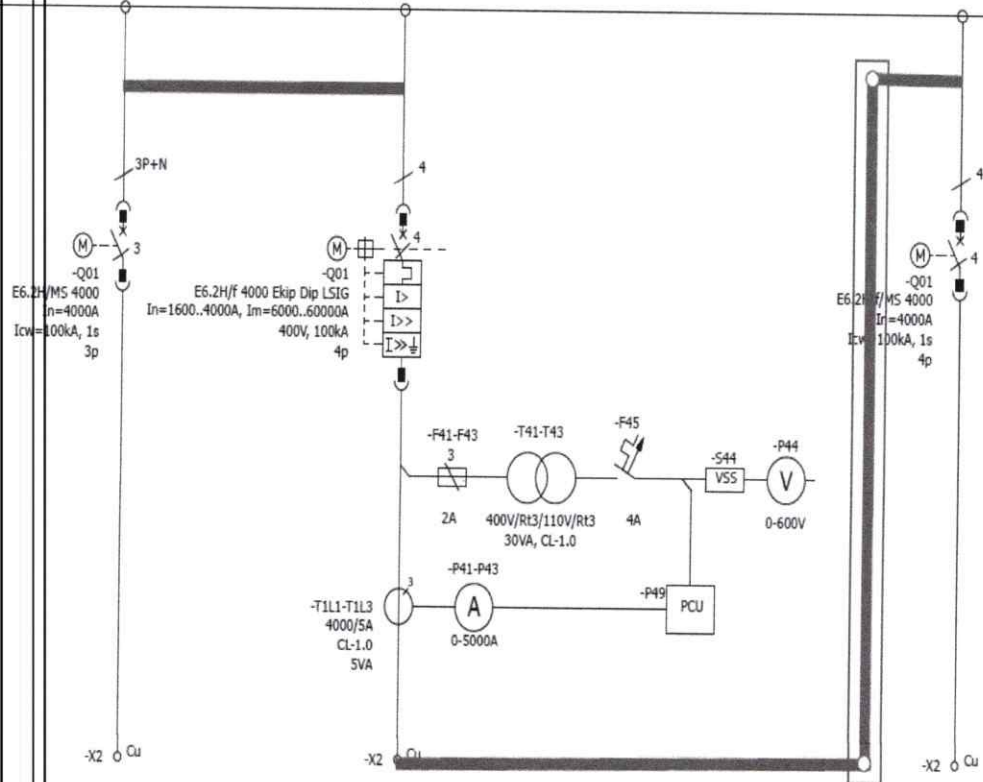 3P+N
4
4
M
3
-Q01
E6.2H/MS 4000
In=4000A
Icw=100kA, 1s
3p
M
4
-Q01
E6.2H/f 4000 Ekip Dip LSIG
In=1600..4000A, Im=6000..60000A
400V, 100kA
4p
I>
I>>
I>>
M
4
-Q01
E6.2H/f/MS 4000
In=4000A
Icw=100kA, 1s
4p
-F41-F43
3
2A
-T41-T43
400V/Rt3/110V/Rt3
30VA, CL-1.0
-F45
4A
-S44
VSS
-P44
V
0-600V
-T1L1-T1L3
4000/5A
CL-1.0
5VA
3
-P41-P43
A
0-5000A
-P49
PCU
-X2
Cu
-X2
-X2
Cu